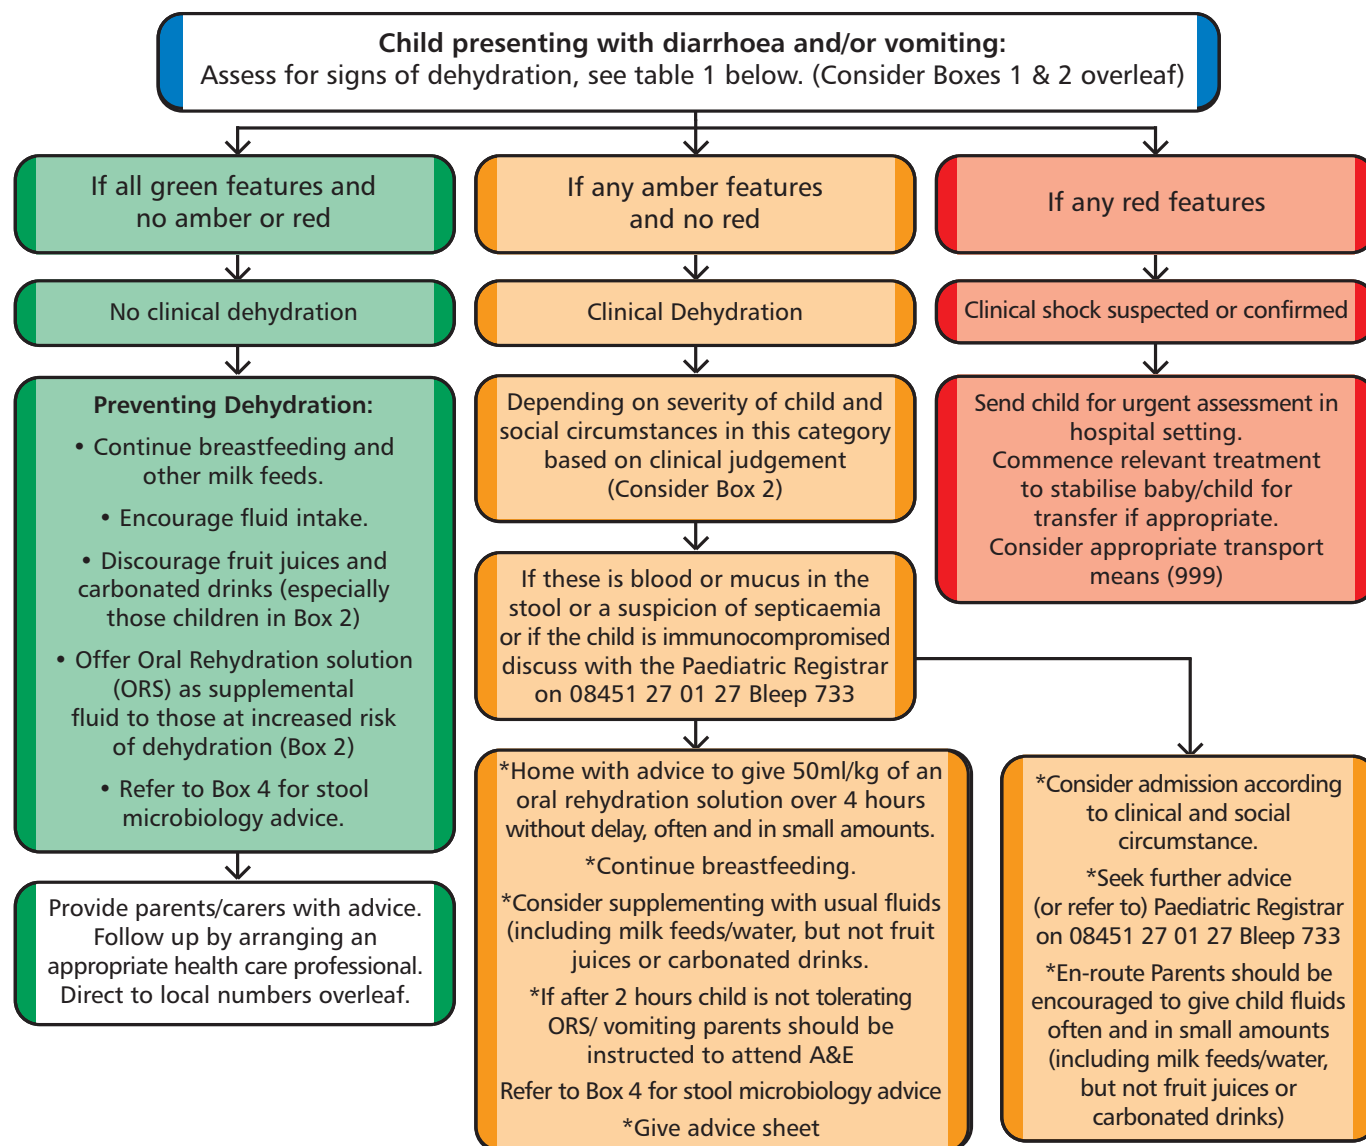 Child presenting with diarrhoea and/or vomiting:
Assess for signs of dehydration, see table 1 below. (Consider Boxes 1 & 2 overleaf)
If all green features and
no amber or red
No clinical dehydration
Preventing Dehydration:
• Continue breastfeeding and
other milk feeds.
• Encourage fluid intake.
• Discourage fruit juices and
carbonated drinks (especially
those children in Box 2)
• Offer Oral Rehydration solution
(ORS) as supplemental
fluid to those at increased risk
of dehydration (Box 2)
• Refer to Box 4 for stool
microbiology advice.
Provide parents/carers with advice.
Follow up by arranging an
appropriate health care professional.
Direct to local numbers overleaf.
If any amber features
and no red
Clinical Dehydration
Depending on severity of child and
social circumstances in this category
based on clinical judgement
(Consider Box 2)
If these is blood or mucus in the
stool or a suspicion of septicaemia
or if the child is immunocompromised
discuss with the Paediatric Registrar
on 08451 27 01 27 Bleep 733
*Home with advice to give 50ml/kg of an
oral rehydration solution over 4 hours
without delay, often and in small amounts.
*Continue breastfeeding.
*Consider supplementing with usual fluids
(including milk feeds/water, but not fruit
juices or carbonated drinks.
*If after 2 hours child is not tolerating
ORS/ vomiting parents should be
instructed to attend A&E
Refer to Box 4 for stool microbiology advice
*Give advice sheet
*Consider admission according
to clinical and social
circumstance.
*Seek further advice
(or refer to) Paediatric Registrar
on 08451 27 01 27 Bleep 733
*En-route Parents should be
encouraged to give child fluids
often and in small amounts
(including milk feeds/water,
but not fruit juices or
carbonated drinks)
If any red features
Clinical shock suspected or confirmed
Send child for urgent assessment in
hospital setting.
Commence relevant treatment
to stabilise baby/child for
transfer if appropriate.
Consider appropriate transport
means (999)